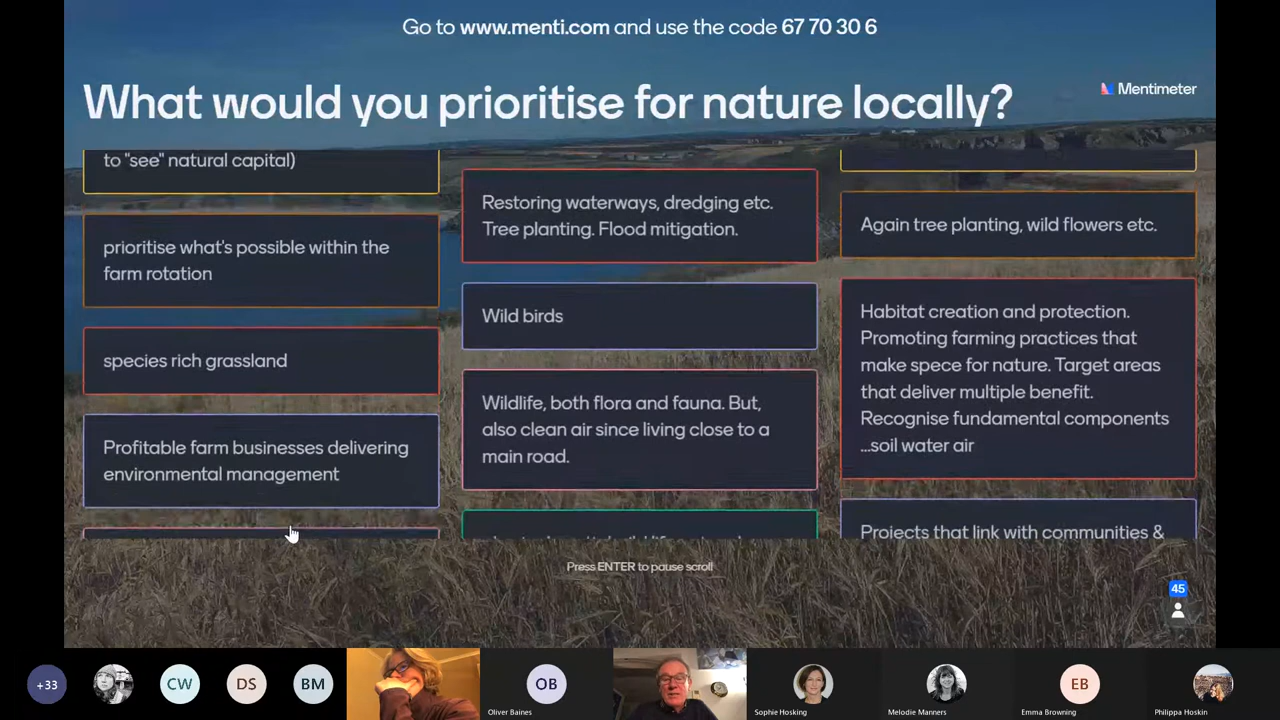 Go to www.menti.com and use the code 67 70 30 6
What would you prioritise for nature locally?
Mentimeter
to "see" natural capital)
prioritise what's possible within the
farm rotation
species rich grassland
Profitable farm businesses delivering
environmental management
Restoring waterways, dredging etc.
Tree planting. Flood mitigation.
Wild birds
Wildlife, both flora and fauna. But,
also clean air since living close to a
main road.
Again tree planting, wild flowers etc.
Habitat creation and protection.
Promoting farming practices that
make spece for nature. Target areas
that deliver multiple benefit.
Recognise fundamental components
...soil water air
Projects that link with communities &
Press ENTER to pause scroll
45
+33
CW
DS
BM
OB
Oliver Baines
Sophie Hosking
Melodie Manners
EB
Emma Browning
Philippa Hoskin